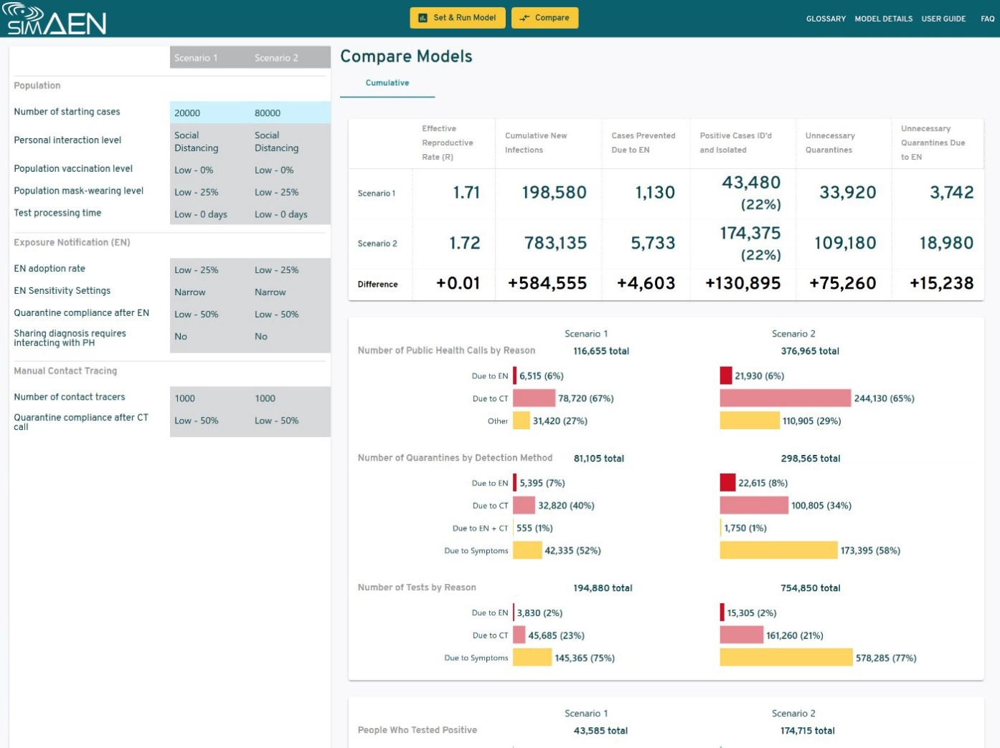 SIMAEN
Set & Run Model
Compare
GLOSSARY MODEL DETAILS USER GUIDE FAQ
Scenario 1 Scenario 2
Population
Number of starting cases 20000 80000
Personal interaction level Social Distancing Social Distancing
Population vaccination level Low - 0% Low - 0%
Population mask-wearing level Low - 25% Low - 25%
Test processing time Low - 0 days Low - 0 days
Exposure Notification (EN)
EN adoption rate Low - 25% Low - 25%
EN Sensitivity Settings Narrow Narrow
Quarantine compliance after EN Low - 50% Low - 50%
Sharing diagnosis requires interacting with PH No No
Manual Contact Tracing
Number of contact tracers 1000 1000
Quarantine compliance after CT call Low - 50% Low - 50%
Compare Models
Cumulative
Effective Reproductive Rate (R) Cumulative New Infections Cases Prevented Due to EN Positive Cases ID'd and Isolated Unnecessary Quarantines Unnecessary Quarantines Due to EN
Scenario 1 1.71 198,580 1,130 43,480 (22%) 33,920 3,742
Scenario 2 1.72 783,135 5,733 174,375 (22%) 109,180 18,980
Difference +0.01 +584,555 +4,603 +130,895 +75,260 +15,238
Scenario 1 Scenario 2
Number of Public Health Calls by Reason 116,655 total 376,965 total
Due to EN 6,515 (6%) 21,930 (6%)
Due to CT 78,720 (67%) 244,130 (65%)
Other 31,420 (27%) 110,905 (29%)
Number of Quarantines by Detection Method 81,105 total 298,565 total
Due to EN 5,395 (7%) 22,615 (8%)
Due to CT 32,820 (40%) 100,805 (34%)
Due to EN + CT 555 (1%) 1,750 (1%)
Due to Symptoms 42,335 (52%) 173,395 (58%)
Number of Tests by Reason 194,880 total 754,850 total
Due to EN 3,830 (2%) 15,305 (2%)
Due to CT 45,685 (23%) 161,260 (21%)
Due to Symptoms 145,365 (75%) 578,285 (77%)
Scenario 1 Scenario 2
People Who Tested Positive 43,585 total 174,715 total